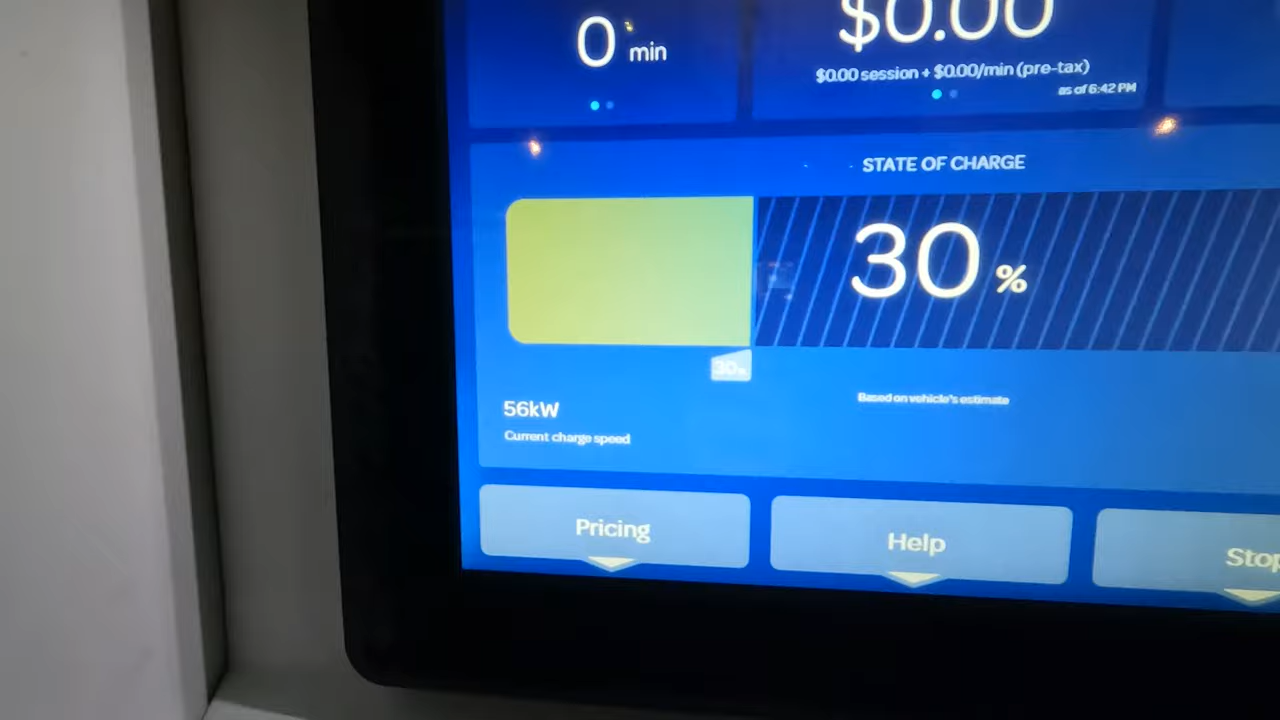 0 min
$0.00
$0.00 session + $0.00/min (pre-tax)
as of 6:42 PM
STATE OF CHARGE
30 %
30%
56kW
Based on vehicle's estimate
Current charge speed
Pricing
Help
Stop